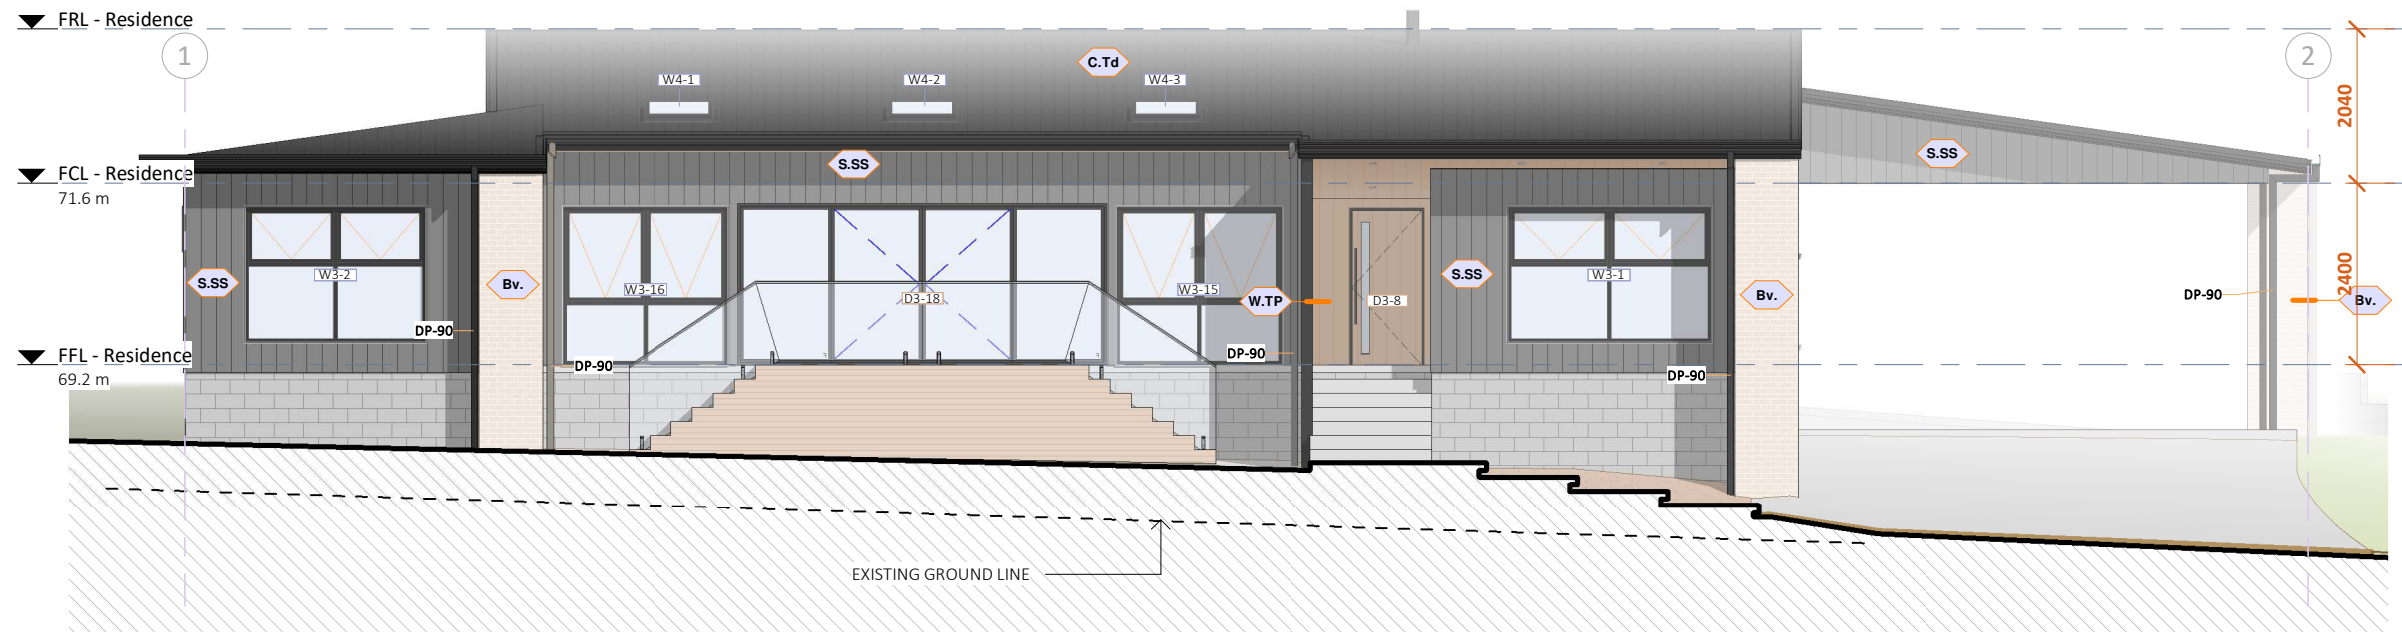 FRL - Residence
1
2
C.Td
W4-1
W4-2
W4-3
2040
S.SS
S.SS
FCL - Residence
71.6 m
S.SS
W3-2
Bv.
W3-16
D3-18
W3-15
W.TP
D3-8
S.SS
W3-1
Bv.
DP-90
2400
Bv.
DP-90
DP-90
DP-90
DP-90
FFL - Residence
69.2 m
EXISTING GROUND LINE